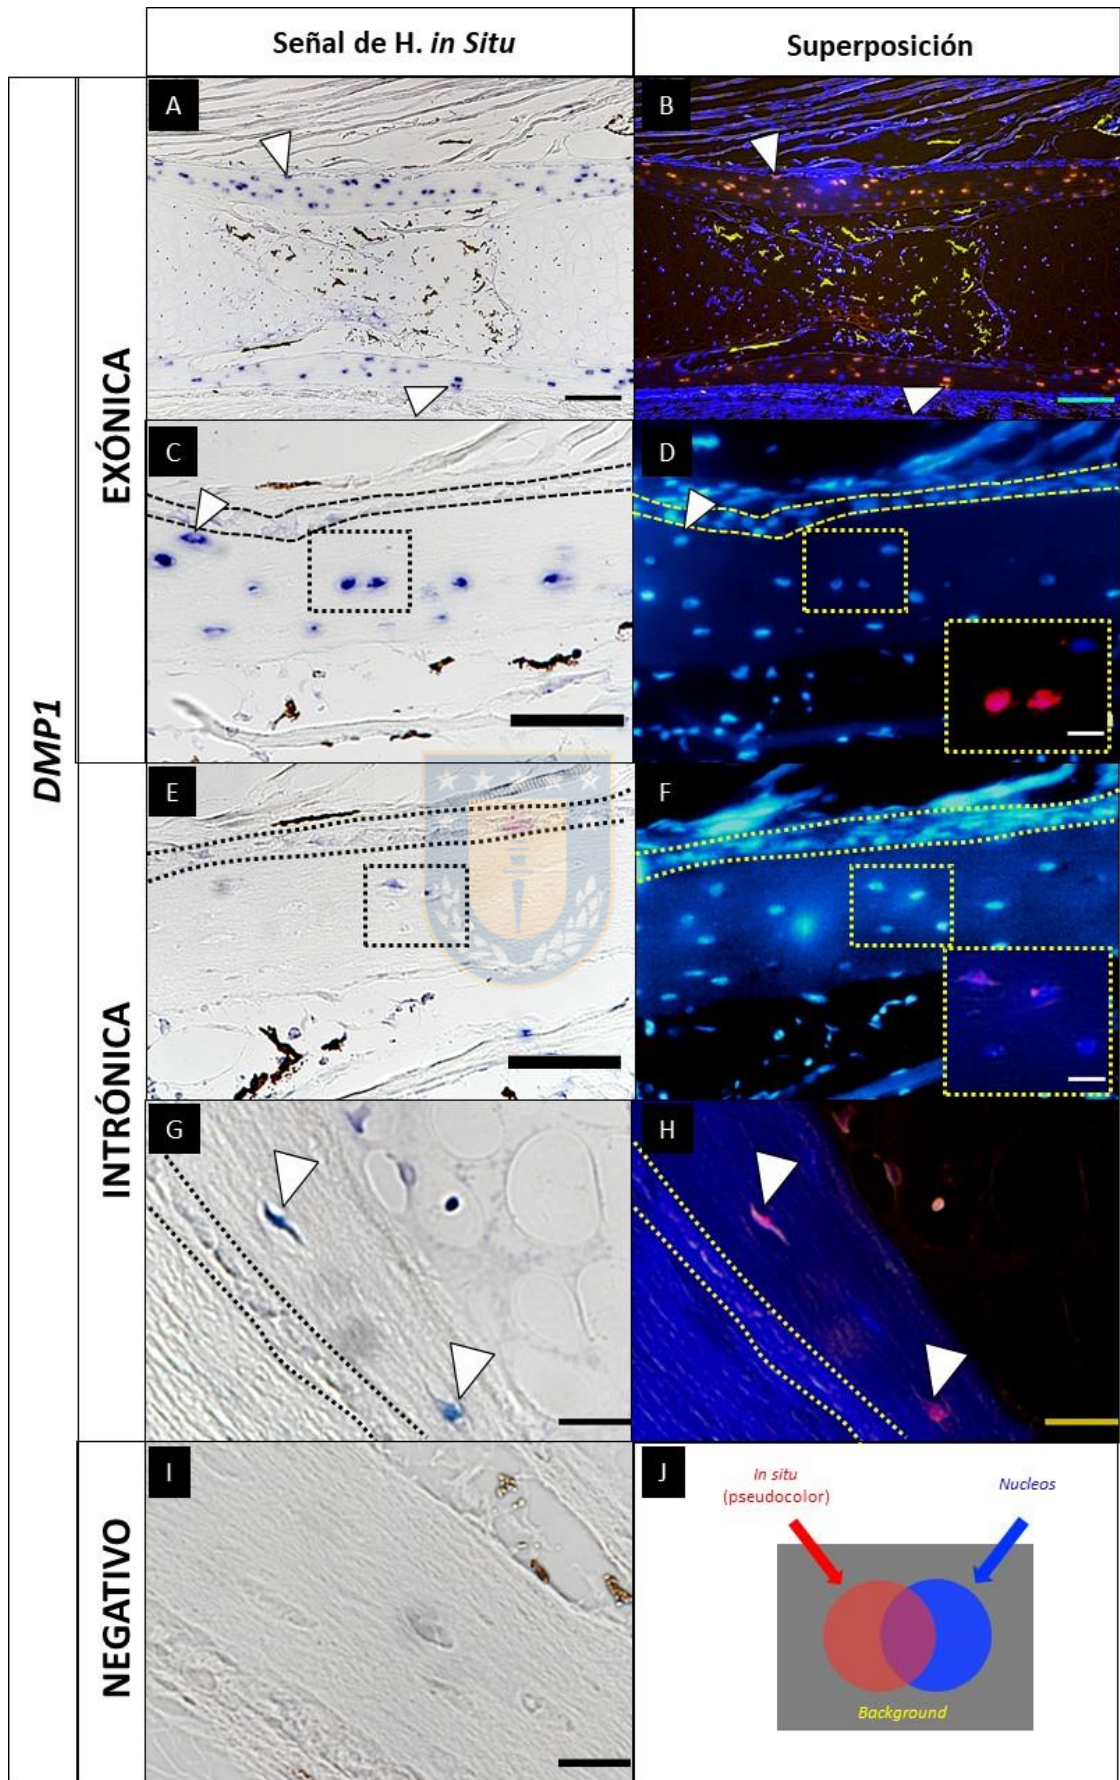 Señal de H. in Situ
Superposición
DMP1
EXÓNICA
A
B
C
D
INTRÓNICA
E
F
G
H
NEGATIVO
I
J
In situ
(pseudocolor)
Nucleos
Background